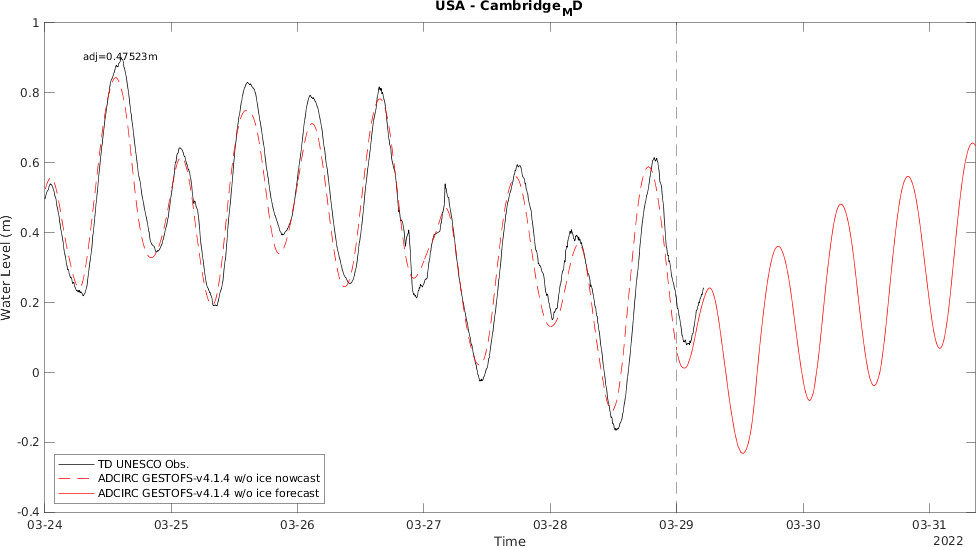 USA - Cambridge_MD
1
adj=0.47523m
0.8
0.6
0.4
0.2
0
-0.2
-0.4
Water Level (m)
TD UNESCO Obs.
ADCIRC GESTOFS-v4.1.4 w/o ice nowcast
ADCIRC GESTOFS-v4.1.4 w/o ice forecast
03-24 03-25 03-26 03-27 03-28 03-29 03-30 03-31
Time
2022